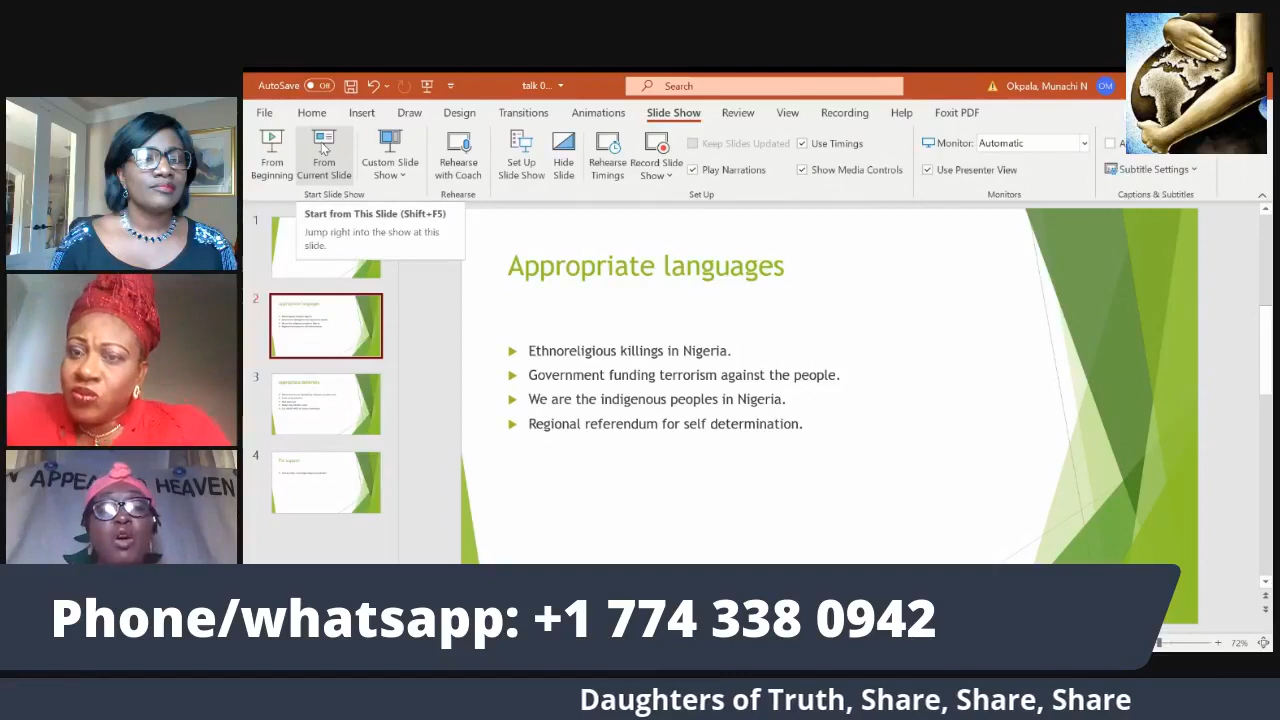 AutoSave Off
talk 0...
Search
Okpala, Munachi N
OM
File Home Insert Draw Design Transitions Animations Slide Show Review View Recording Help Foxit PDF
From Beginning
From Current Slide
Custom Slide Show
Rehearse with Coach
Set Up Slide Show
Hide Slide
Rehearse Timings
Record Slide Show
Keep Slides Updated
Use Timings
Play Narrations
Show Media Controls
Monitor: Automatic
Use Presenter View
Subtitle Settings
Start Slide Show
Rehearse
Set Up
Monitors
Captions & Subtitles
Start from This Slide (Shift+F5)
Jump right into the show at this
slide.
1
2
3
4
Appropriate languages
Ethnoreligious killings in Nigeria.
Government funding terrorism against the people.
We are the indigenous peoples in Nigeria.
Regional referendum for self determination.
HEAVEN
72%
Phone/whatsapp: +1 774 338 0942
Daughters of Truth, Share, Share, Share